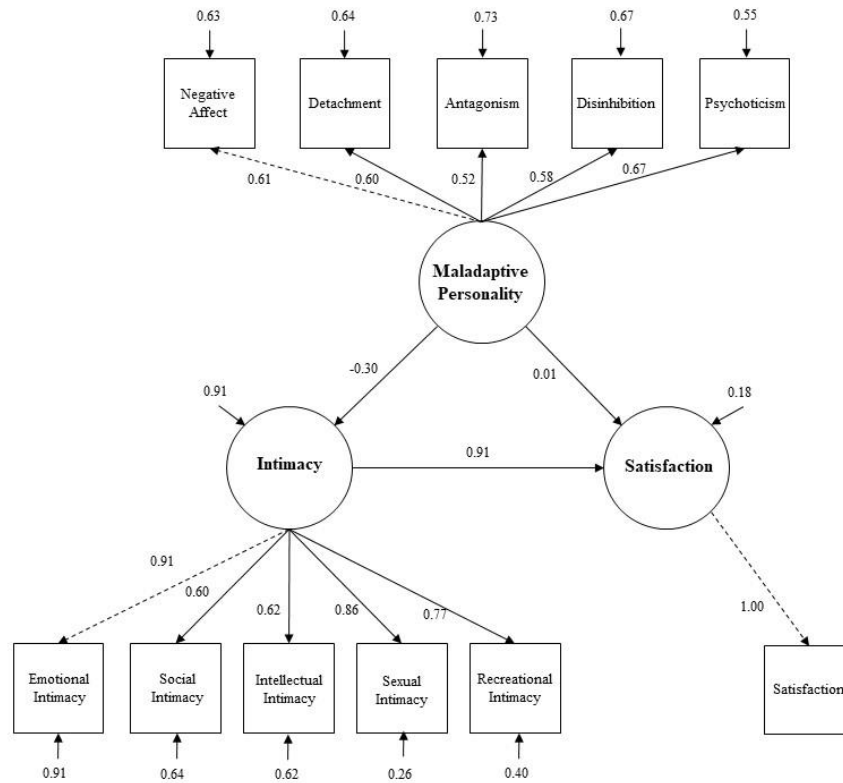 0.63
0.64
0.73
0.67
0.55
Negative
Affect
Detachment
Antagonism
Disinhibition
Psychoticism
0.61
0.60
0.52
0.58
0.67
Maladaptive
Personality
-0.30
0.01
0.91
0.18
Intimacy
0.91
Satisfaction
0.91
0.60
0.62
0.86
0.77
1.00
Emotional
Intimacy
Social
Intimacy
Intellectual
Intimacy
Sexual
Intimacy
Recreational
Intimacy
Satisfaction
0.91
0.64
0.62
0.26
0.40